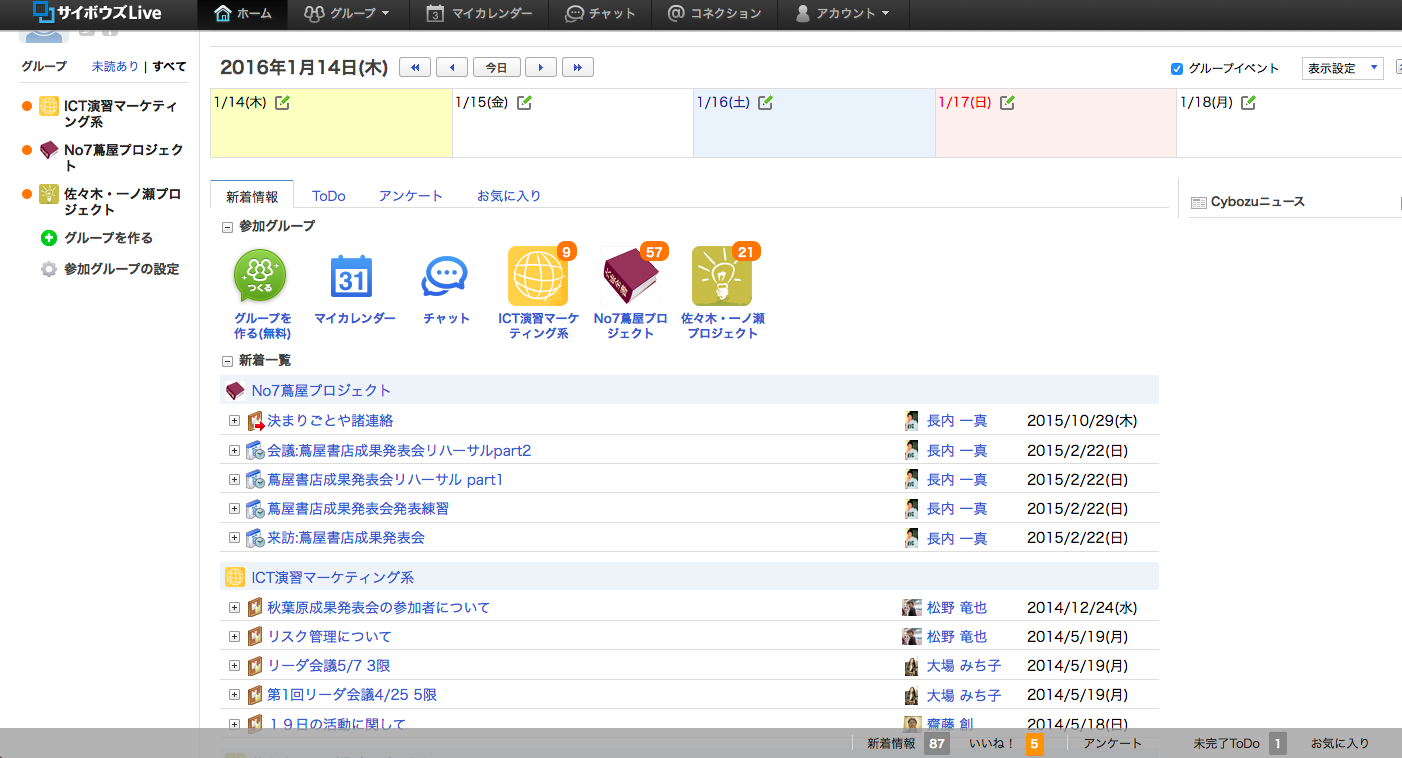 サイボウズLive ホーム グループ 3 マイカレンダー チャット @ コネクション アカウント
グループ 未読あり | すべて
ICT演習マーケティ
ング系
No7蔦屋プロジェク
ト
佐々木・一ノ瀬プロ
ジェクト
グループを作る
参加グループの設定
2016年1月14日(木) 今日 グループイベント 表示設定
1/14(木) 1/15(金) 1/16(土) 1/17(日) 1/18(月)
新着情報 ToDo アンケート お気に入り
Cybozuニュース
参加グループ
9 57 21
つくる 31
グループを
作る(無料)
マイカレンダー
チャット
ICT演習マーケ
ティング系
No7蔦屋プロ
ジェクト
佐々木・一ノ瀬
プロジェクト
新着一覧
No7蔦屋プロジェクト
決まりごとや諸連絡 長内 一真 2015/10/29(木)
会議:蔦屋書店成果発表会リハーサルpart2 長内 一真 2015/2/22(日)
蔦屋書店成果発表会リハーサル part1 長内 一真 2015/2/22(日)
蔦屋書店成果発表会発表練習 長内 一真 2015/2/22(日)
来訪:蔦屋書店成果発表会 長内 一真 2015/2/22(日)
ICT演習マーケティング系
秋葉原成果発表会の参加者について 松野 竜也 2014/12/24(水)
リスク管理について 松野 竜也 2014/5/19(月)
リーダ会議5/7 3限 大場 みち子 2014/5/19(月)
第1回リーダ会議4/25 5限 大場 みち子 2014/5/19(月)
１９日の活動に関して 齋藤 創 2014/5/18(日)
新着情報 87 いいね！ 5 アンケート 未完了ToDo 1 お気に入り